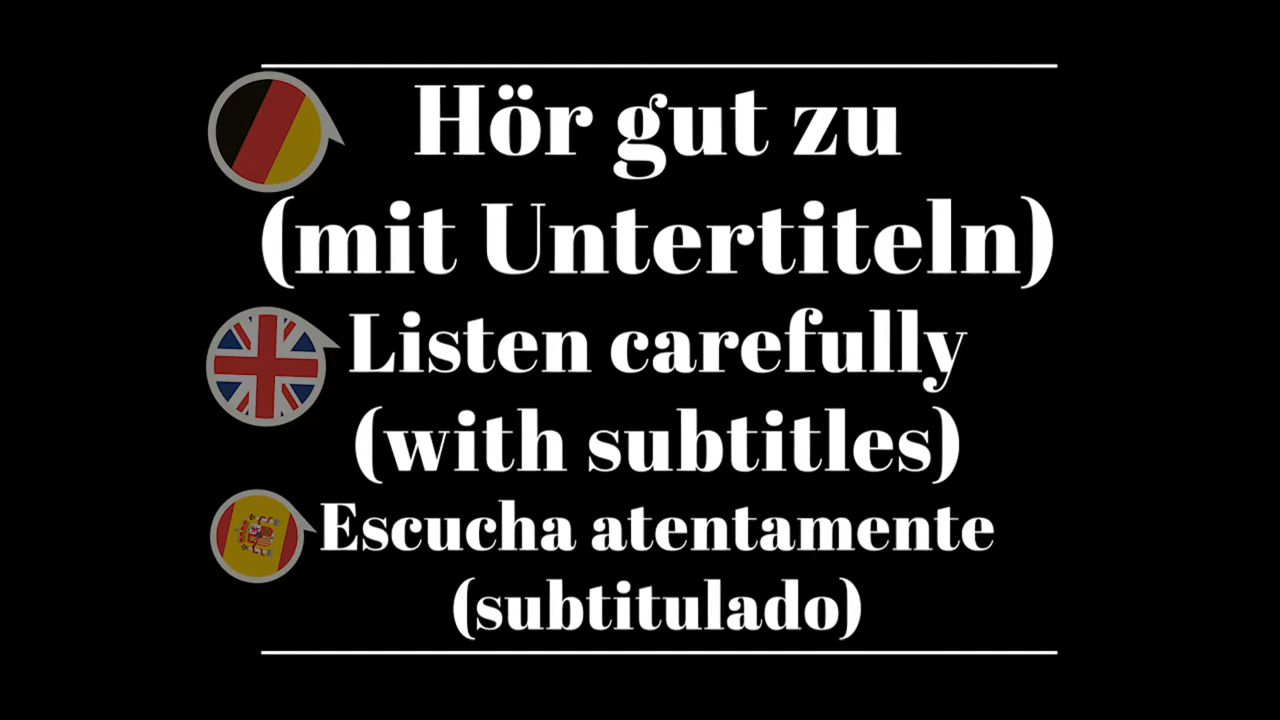 Hör gut zu
(mit Untertiteln)
Listen carefully
(with subtitles)
Escucha atentamente
(subtitulado)